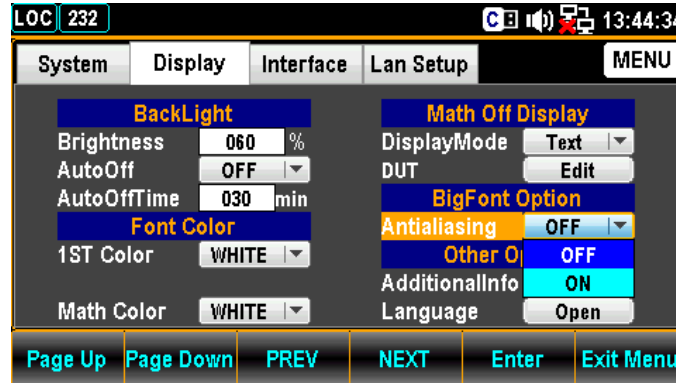 LOC 232 C 13:44:34
System Display Interface Lan Setup MENU
BackLight
Brightness 060 %
AutoOff OFF
AutoOffTime 030 min
Font Color
1ST Color WHITE
Math Color WHITE
Math Off Display
DisplayMode Text
DUT Edit
BigFont Option
Antialiasing OFF
Other O OFF
AdditionalInfo ON
Language Open
Page Up Page Down PREV NEXT Enter Exit Menu